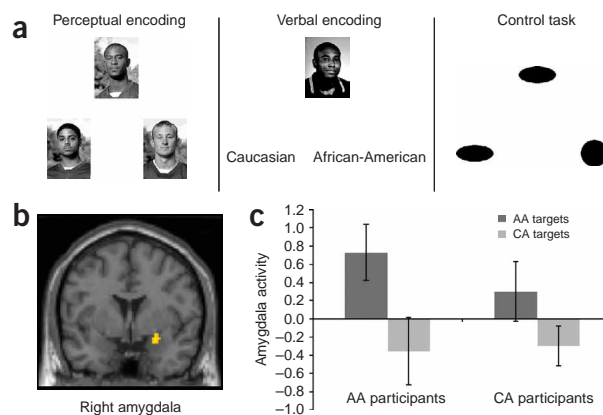 a
Perceptual encoding
Verbal encoding
Control task
Caucasian African-American
b
Right amygdala
c
Amygdala activity
1.2
1.0
0.8
0.6
0.4
0.2
0.0
–0.2
–0.4
–0.6
–0.8
–1.0
AA targets
CA targets
AA participants
CA participants